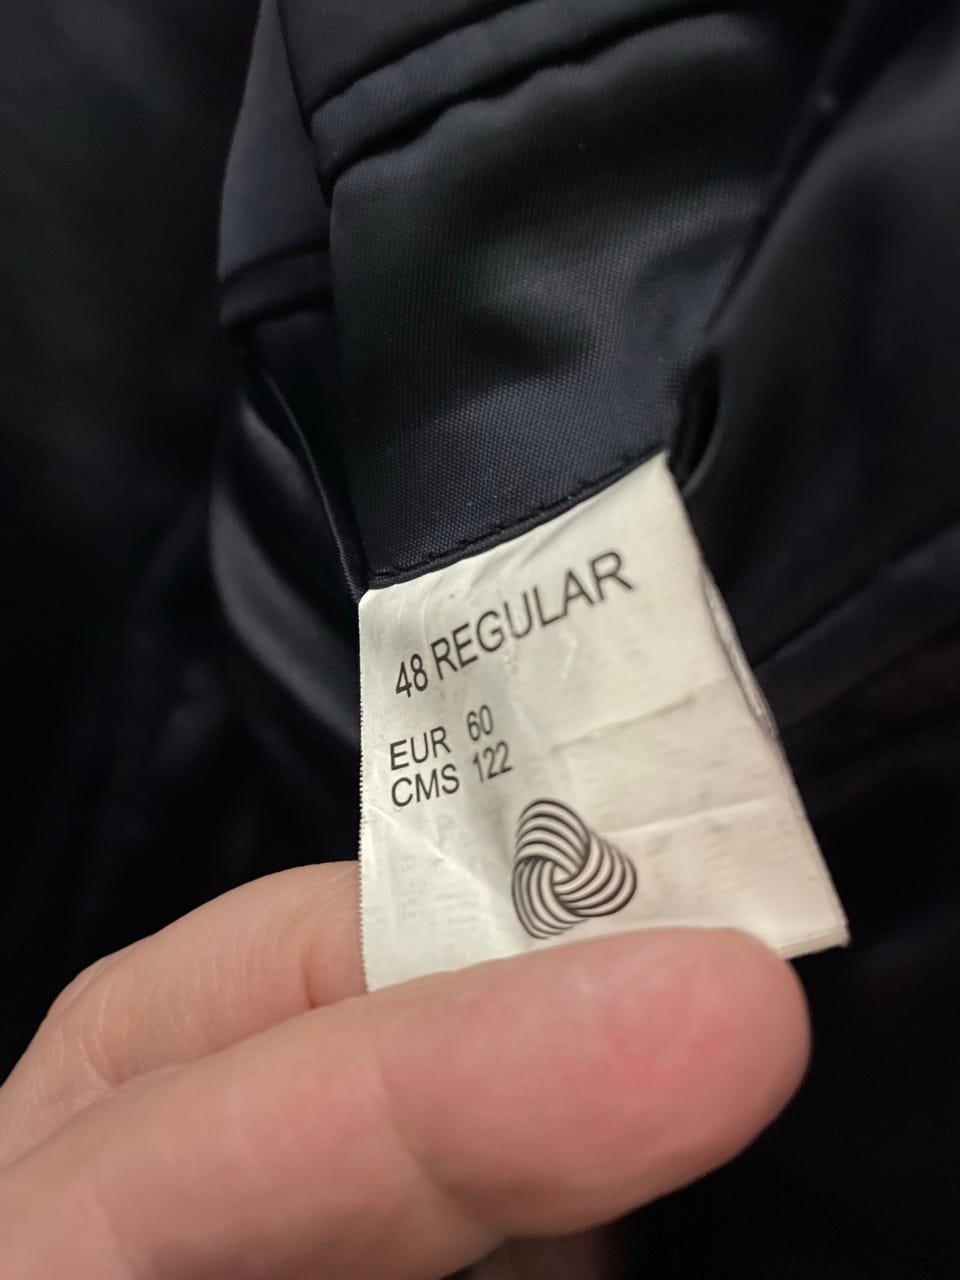 48 REGULAR
EUR 60
CMS 122